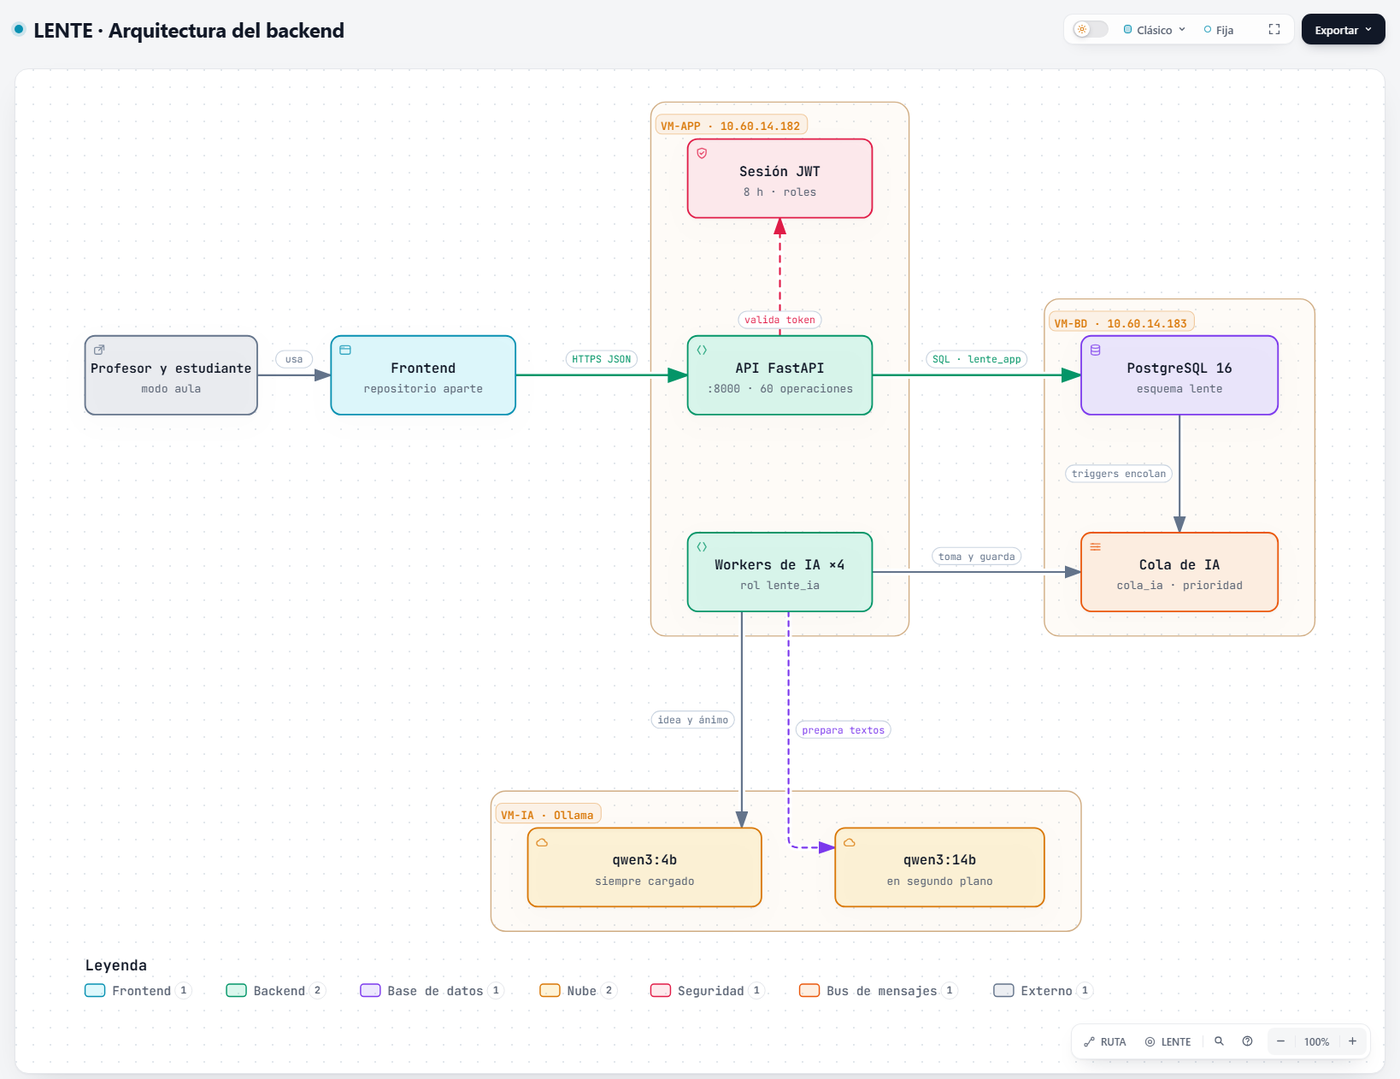 LENTE · Arquitectura del backend
Clásico
Fija
Exportar
VM-APP · 10.60.14.182
Sesión JWT
8 h · roles
valida token
VM-BD · 10.60.14.183
Profesor y estudiante
modo aula
usa
Frontend
repositorio aparte
HTTPS JSON
API FastAPI
:8000 · 60 operaciones
SQL · lente_app
PostgreSQL 16
esquema lente
triggers encolan
Workers de IA ×4
rol lente_ia
toma y guarda
Cola de IA
cola_ia · prioridad
idea y ánimo
prepara textos
VM-IA · Ollama
qwen3:4b
siempre cargado
qwen3:14b
en segundo plano
Leyenda
Frontend 1
Backend 2
Base de datos 1
Nube 2
Seguridad 1
Bus de mensajes 1
Externo 1
RUTA
LENTE
− 100% +